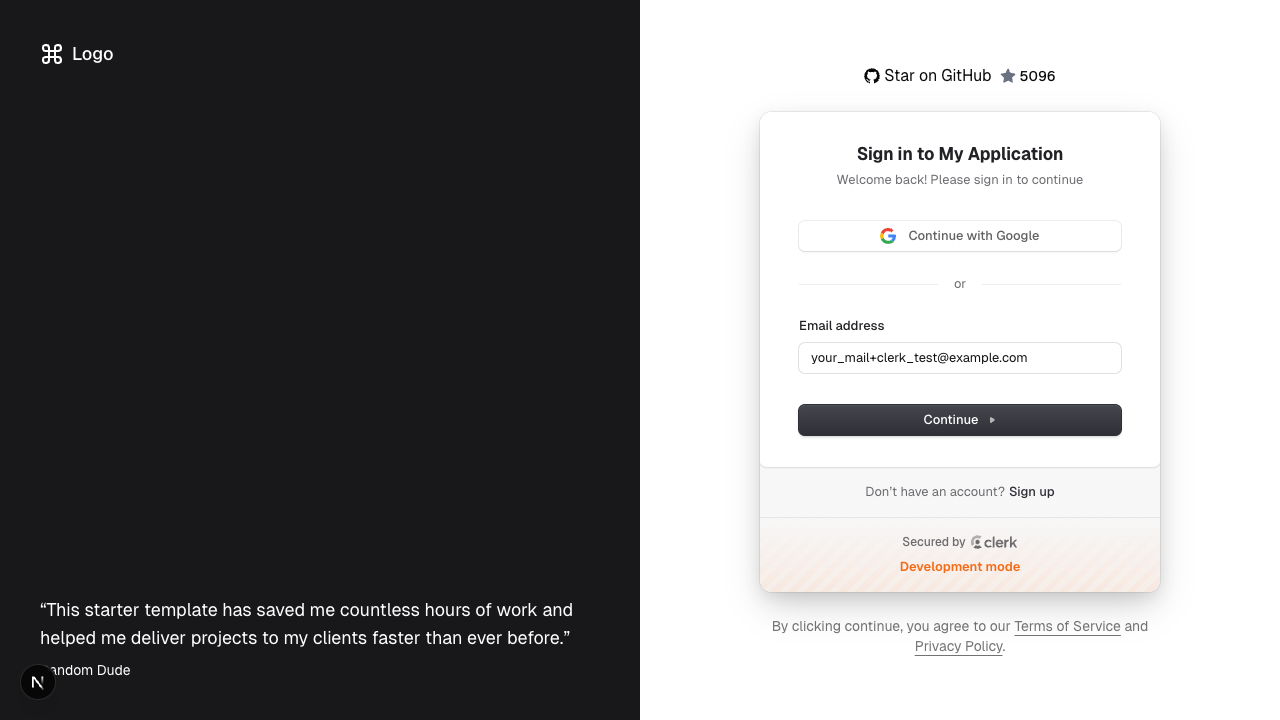 Logo
“This starter template has saved me countless hours of work and
helped me deliver projects to my clients faster than ever before.”
andom Dude
Star on GitHub 5096
Sign in to My Application
Welcome back! Please sign in to continue
Continue with Google
or
Email address
your_mail+clerk_test@example.com
Continue
Don’t have an account? Sign up
Secured by clerk
Development mode
By clicking continue, you agree to our Terms of Service and
Privacy Policy.